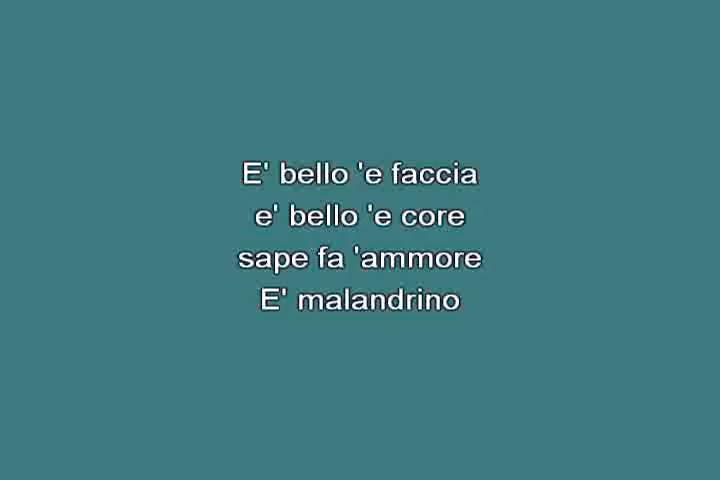 E' bello 'e faccia
e' bello 'e core
sape fa 'ammore
E' malandrino